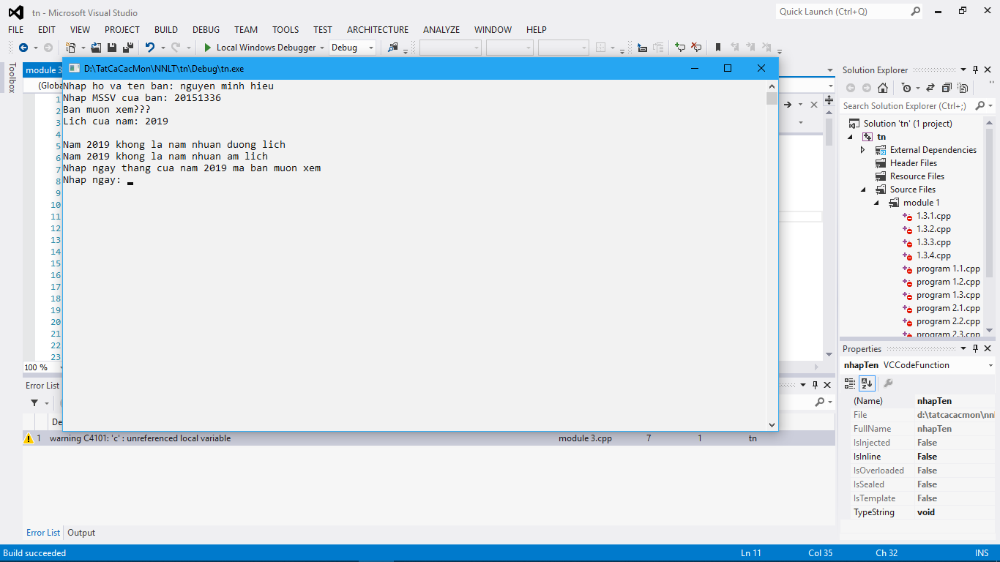 tn - Microsoft Visual Studio
Quick Launch (Ctrl+Q)
FILE EDIT VIEW PROJECT BUILD DEBUG TEAM TOOLS TEST ARCHITECTURE ANALYZE WINDOW HELP
Local Windows Debugger Debug
Toolbox
module 3
D:\TatCaCacMon\NNLT\tn\Debug\tn.exe
Nhap ho va ten ban: nguyen minh hieu
Nhap MSSV cua ban: 20151336
Ban muon xem???
Lich cua nam: 2019
Nam 2019 khong la nam nhuan duong lich
Nam 2019 khong la nam nhuan am lich
Nhap ngay thang cua nam 2019 ma ban muon xem
Nhap ngay:
(Globa
1
2
3
4
5
6
7
8
9
10
11
12
13
14
15
16
17
18
19
20
21
22
23
100 %
Solution Explorer
Search Solution Explorer (Ctrl+;)
Solution 'tn' (1 project)
tn
External Dependencies
Header Files
Resource Files
Source Files
module 1
1.3.1.cpp
1.3.2.cpp
1.3.3.cpp
1.3.4.cpp
program 1.1.cpp
program 1.2.cpp
program 1.3.cpp
program 2.1.cpp
program 2.2.cpp
program 2.3.cpp
Properties
nhapTen VCCodeFunction
(Name) nhapTen
File d:\tatcacacmon\nnl
FullName nhapTen
IsInjected False
IsInline False
IsOverloaded False
IsSealed False
IsTemplate False
TypeString void
Error List
De
1 warning C4101: 'c' : unreferenced local variable module 3.cpp 7 1 tn
Error List Output
Build succeeded Ln 11 Col 35 Ch 32 INS